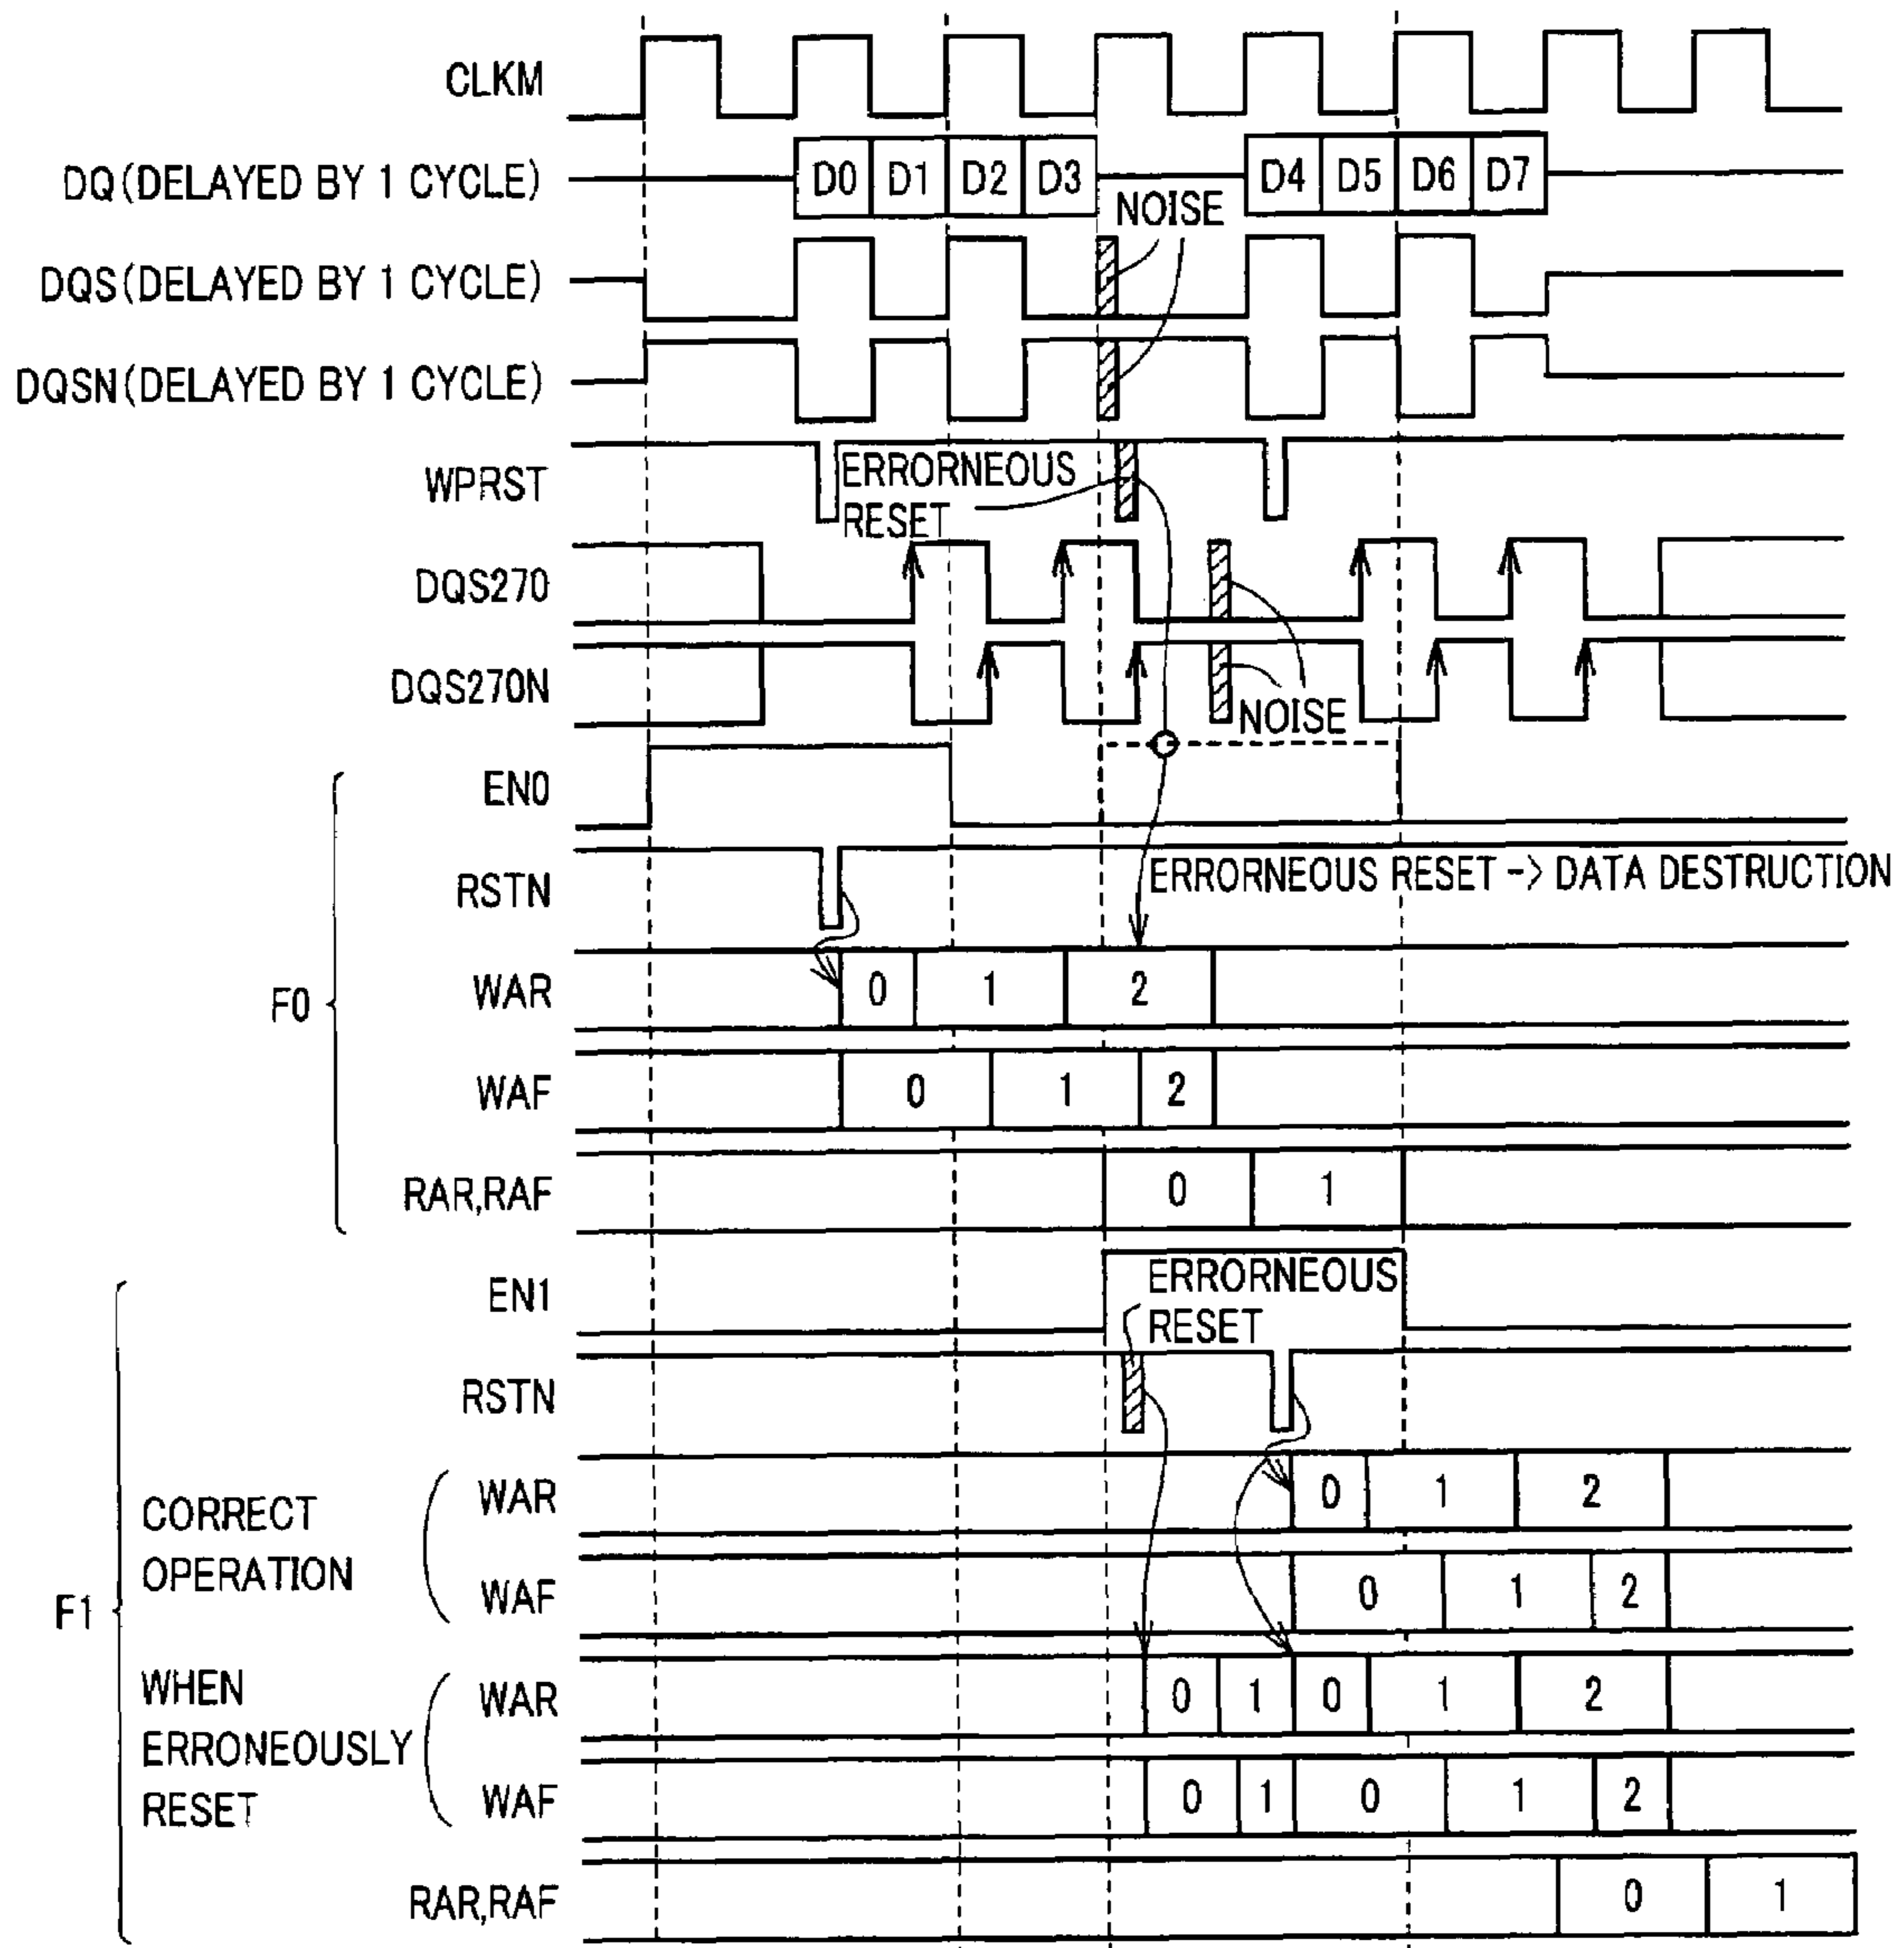 CLKM
DQ(DELAYED BY 1 CYCLE)
D0 D1 D2 D3 D4 D5 D6 D7
NOISE
DQS(DELAYED BY 1 CYCLE)
DQSN(DELAYED BY 1 CYCLE)
WPRST
ERRORNEOUS
RESET
DQS270
DQS270N
NOISE
F0
EN0
RSTN
ERRORNEOUS RESET -> DATA DESTRUCTION
WAR
0 1 2
WAF
0 1 2
RAR,RAF
0 1
F1
EN1
ERRORNEOUS
RESET
RSTN
CORRECT
OPERATION
WAR
0 1 2
WAF
0 1 2
WHEN
ERRONEOUSLY
RESET
WAR
0 1 0 1 2
WAF
0 1 0 1 2
RAR,RAF
0 1